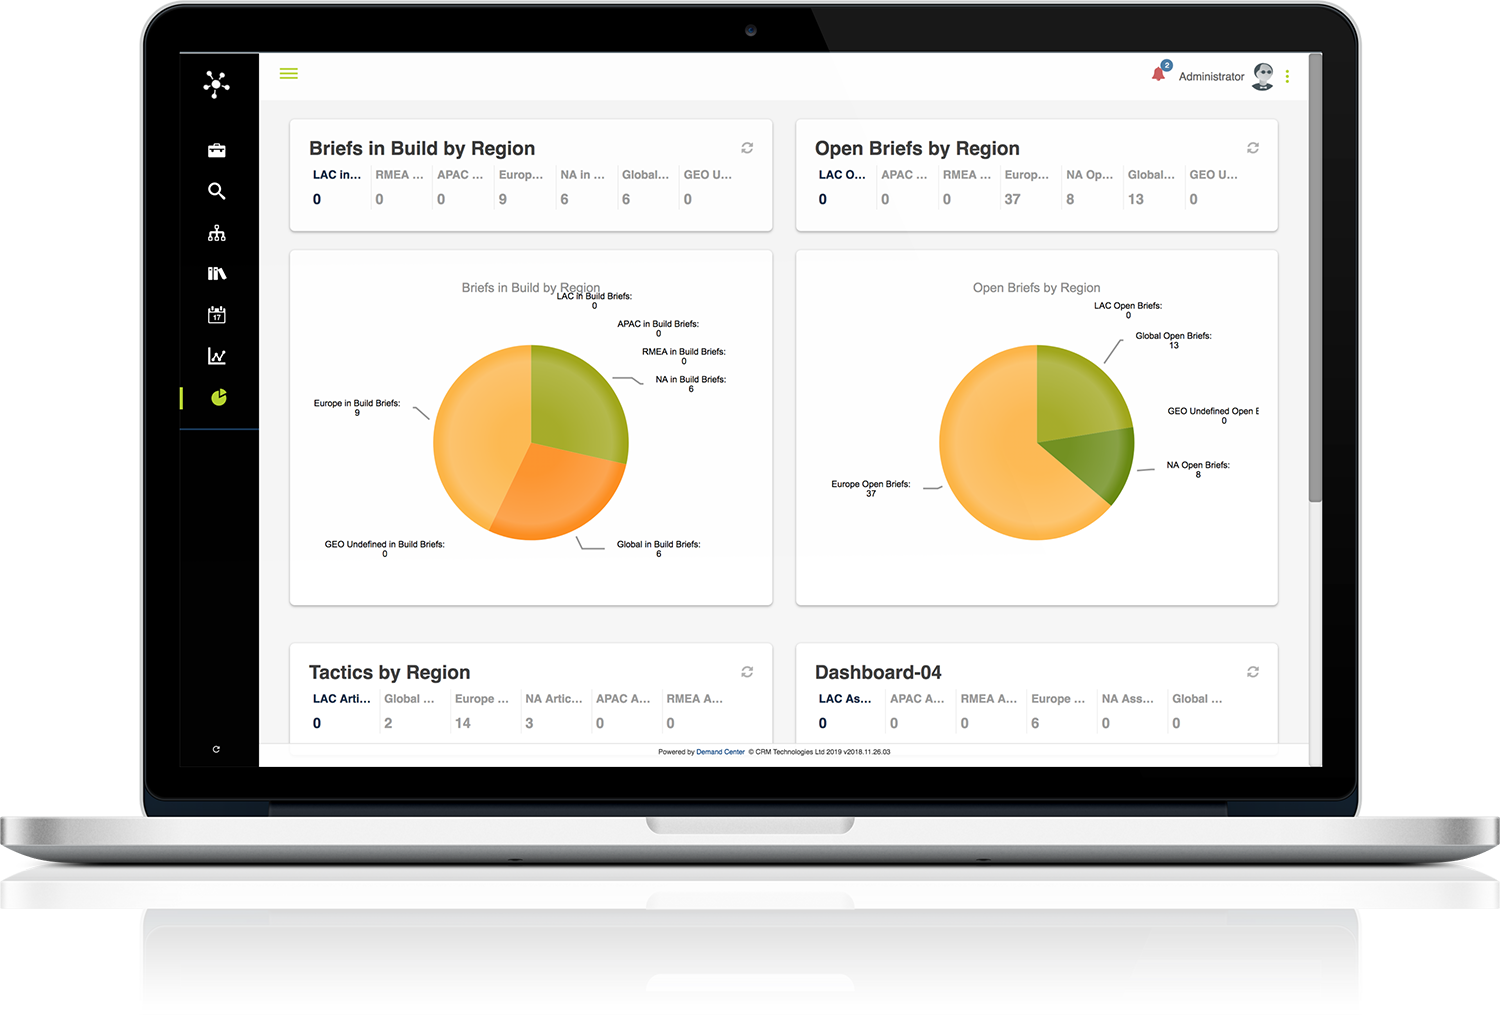 2
Administrator
17
Briefs in Build by Region
LAC in... RMEA ... APAC ... Europ... NA in ... Global... GEO U...
0 0 0 9 6 6 0
Open Briefs by Region
LAC O... APAC ... RMEA ... Europ... NA Op... Global... GEO U...
0 0 0 37 8 13 0
Briefs in Build by Region
LAC in Build Briefs:
0
APAC in Build Briefs:
0
RMEA in Build Briefs:
0
NA in Build Briefs:
6
Europe in Build Briefs:
9
GEO Undefined in Build Briefs:
0
Global in Build Briefs:
6
Open Briefs by Region
LAC Open Briefs:
0
Global Open Briefs:
13
GEO Undefined Open E
0
NA Open Briefs:
8
Europe Open Briefs:
37
Tactics by Region
LAC Arti... Global ... Europe ... NA Artic... APAC A... RMEA A...
0 2 14 3 0 0
Dashboard-04
LAC As... APAC A... RMEA A... Europe ... NA Ass... Global ...
0 0 0 6 0 0
Powered by Demand Center © CRM Technologies Ltd 2019 v2018.11.26.03